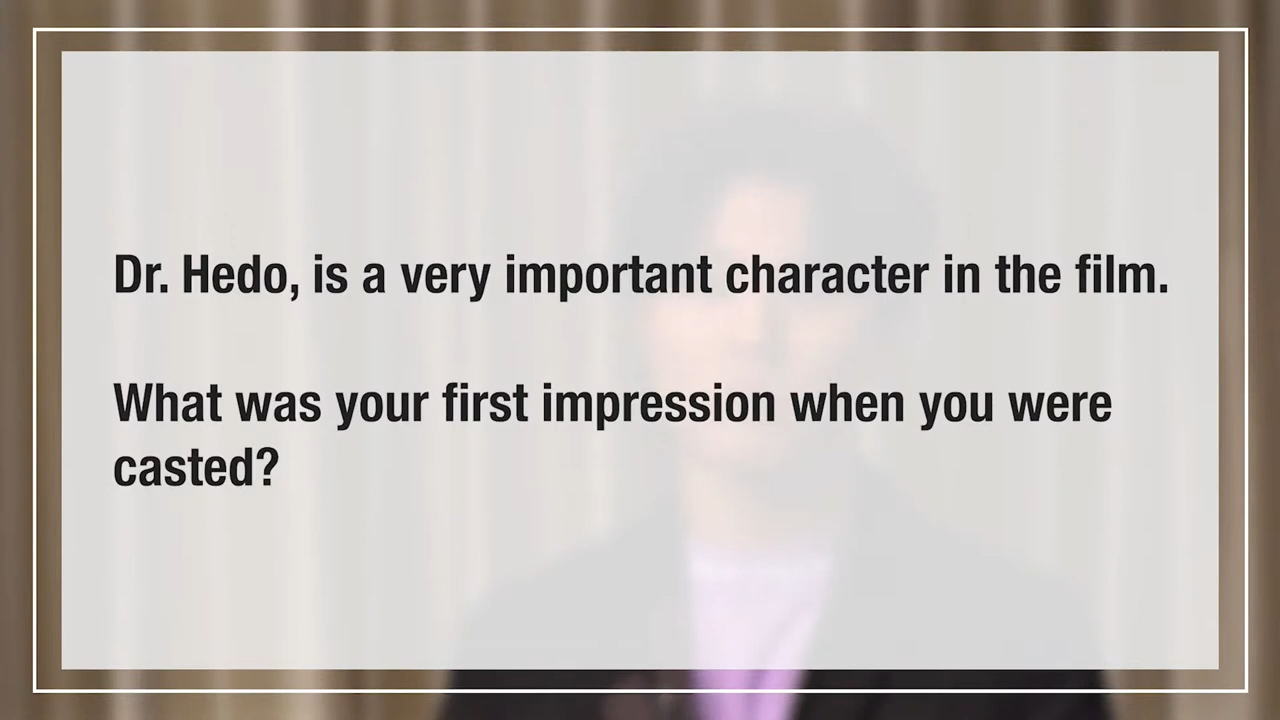 Dr. Hedo, is a very important character in the film.
What was your first impression when you were
casted?